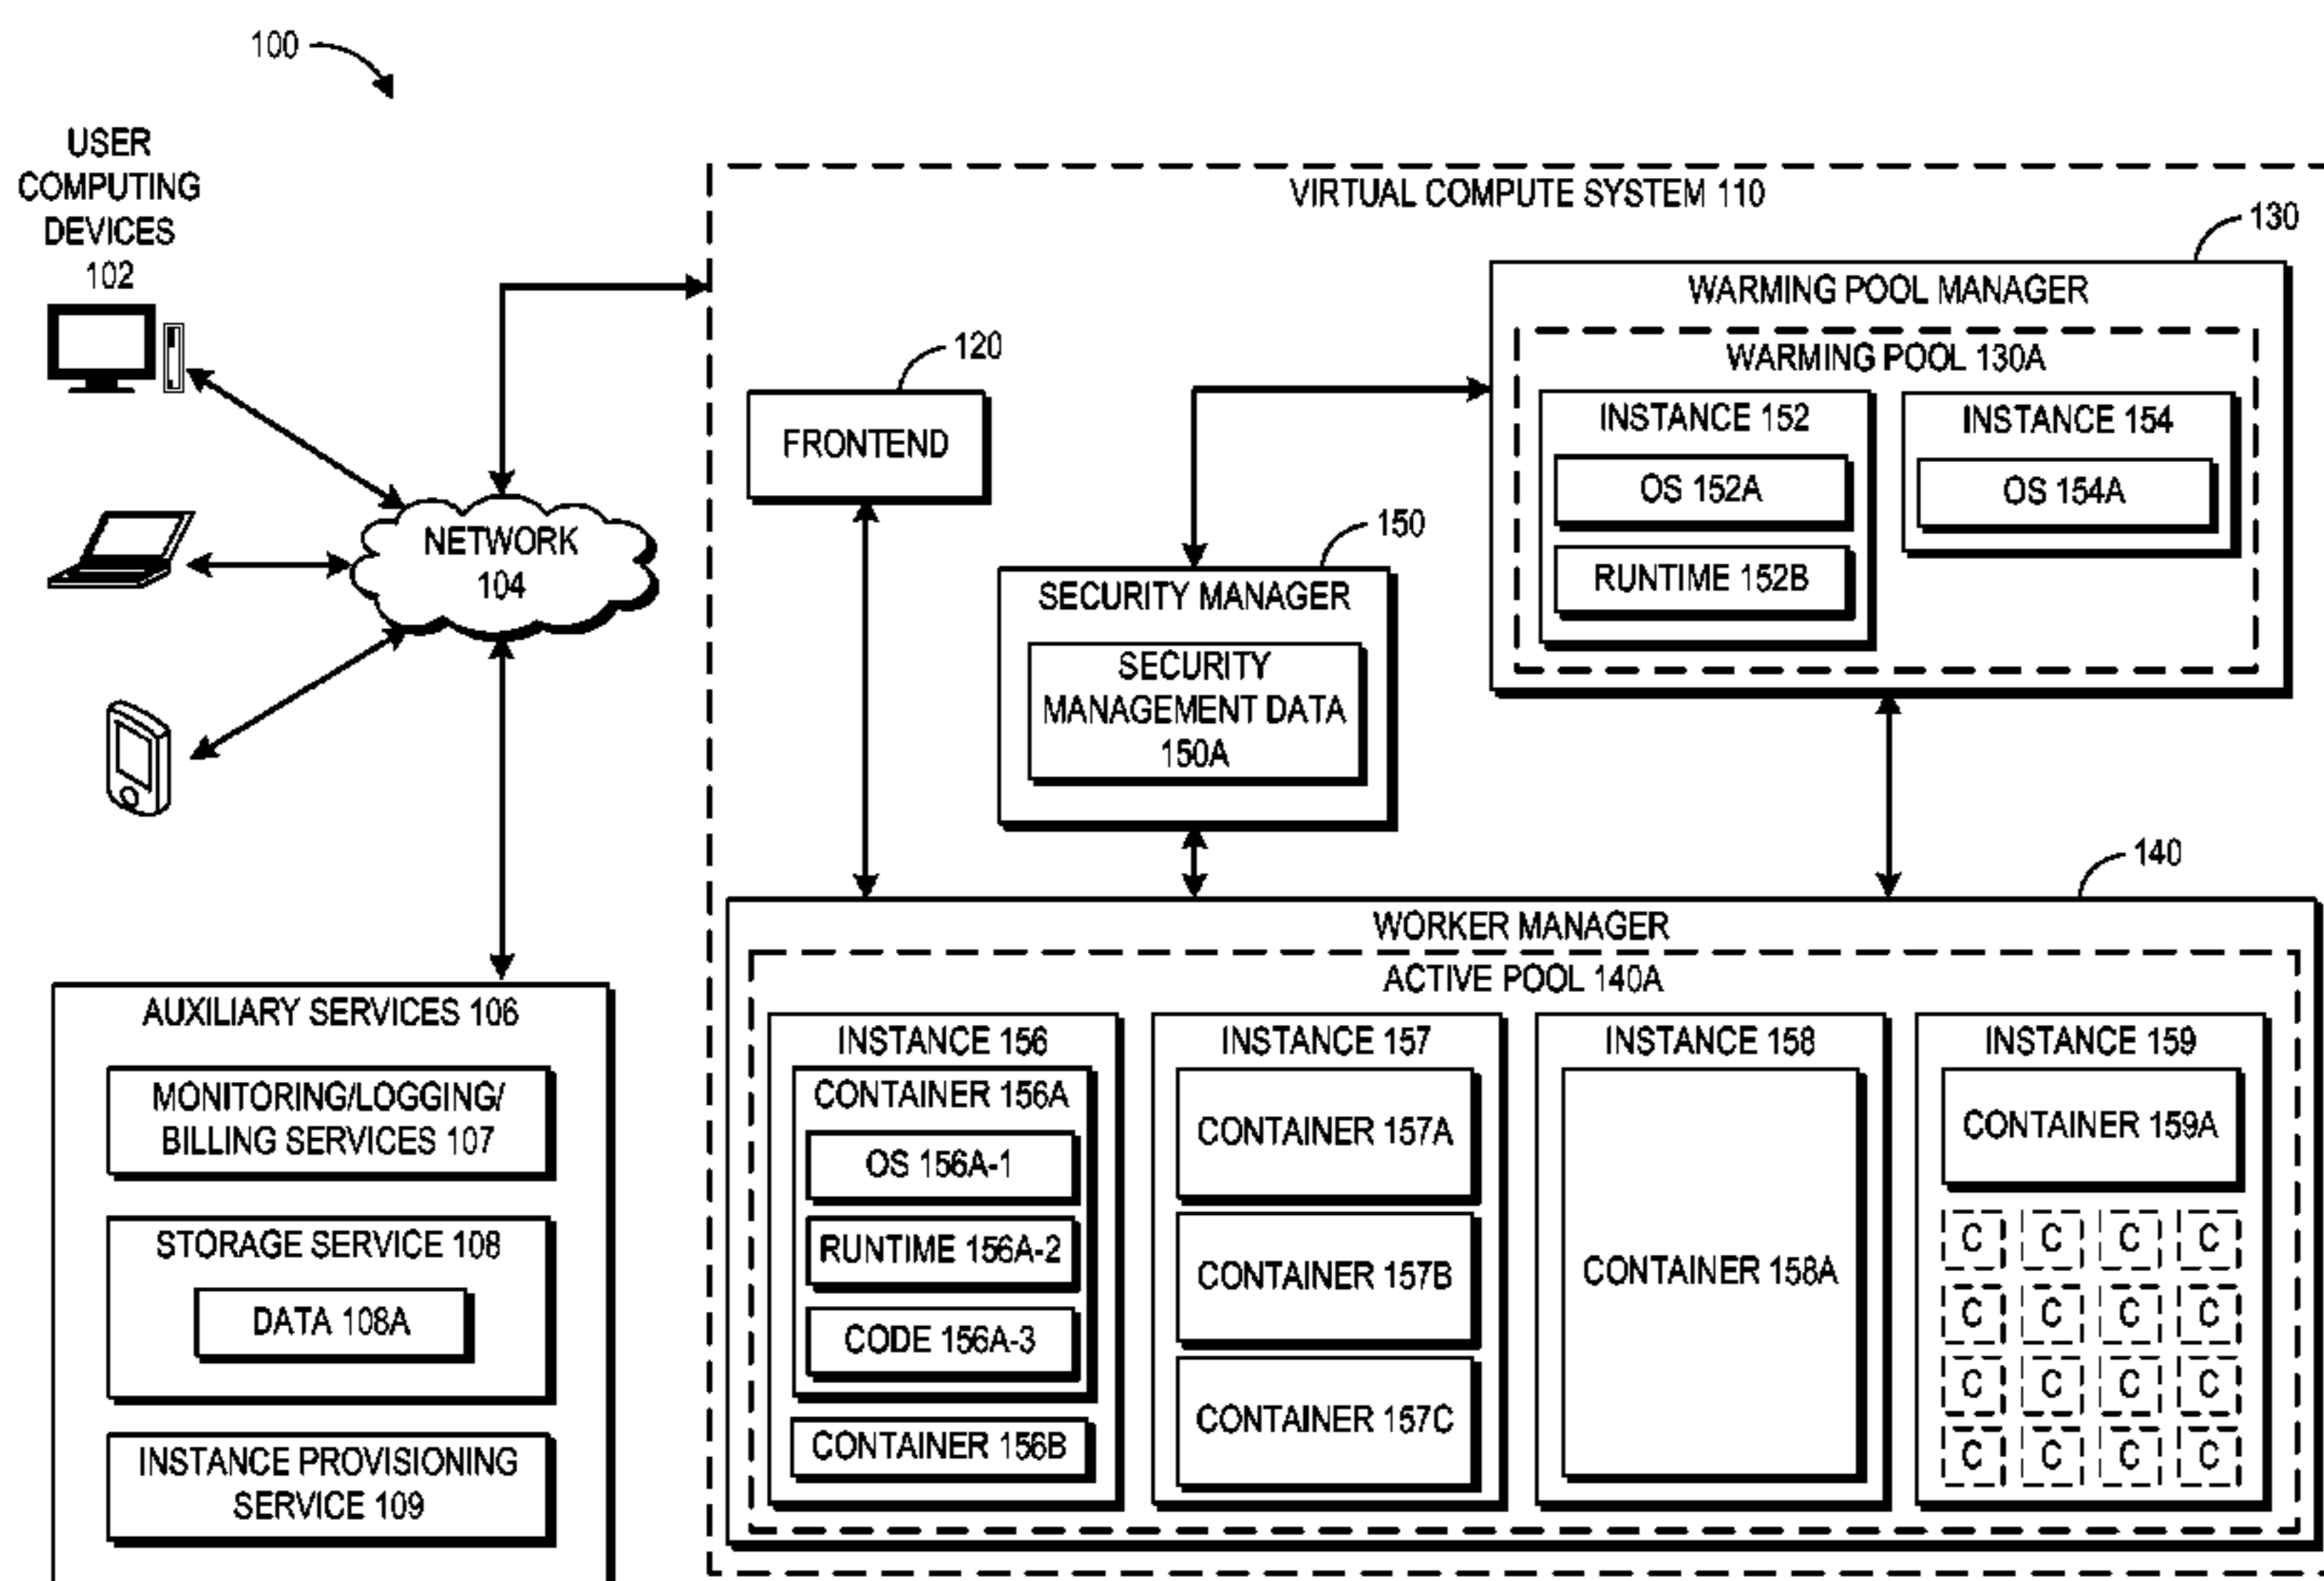 100
USER
COMPUTING
DEVICES
102
NETWORK
104
AUXILIARY SERVICES 106
MONITORING/LOGGING/
BILLING SERVICES 107
STORAGE SERVICE 108
DATA 108A
INSTANCE PROVISIONING
SERVICE 109
VIRTUAL COMPUTE SYSTEM 110
120
FRONTEND
130
WARMING POOL MANAGER
WARMING POOL 130A
INSTANCE 152
OS 152A
RUNTIME 152B
INSTANCE 154
OS 154A
150
SECURITY MANAGER
SECURITY
MANAGEMENT DATA
150A
140
WORKER MANAGER
ACTIVE POOL 140A
INSTANCE 156
CONTAINER 156A
OS 156A-1
RUNTIME 156A-2
CODE 156A-3
CONTAINER 156B
INSTANCE 157
CONTAINER 157A
CONTAINER 157B
CONTAINER 157C
INSTANCE 158
CONTAINER 158A
INSTANCE 159
CONTAINER 159A
C C C C
C C C C
C C C C
C C C C